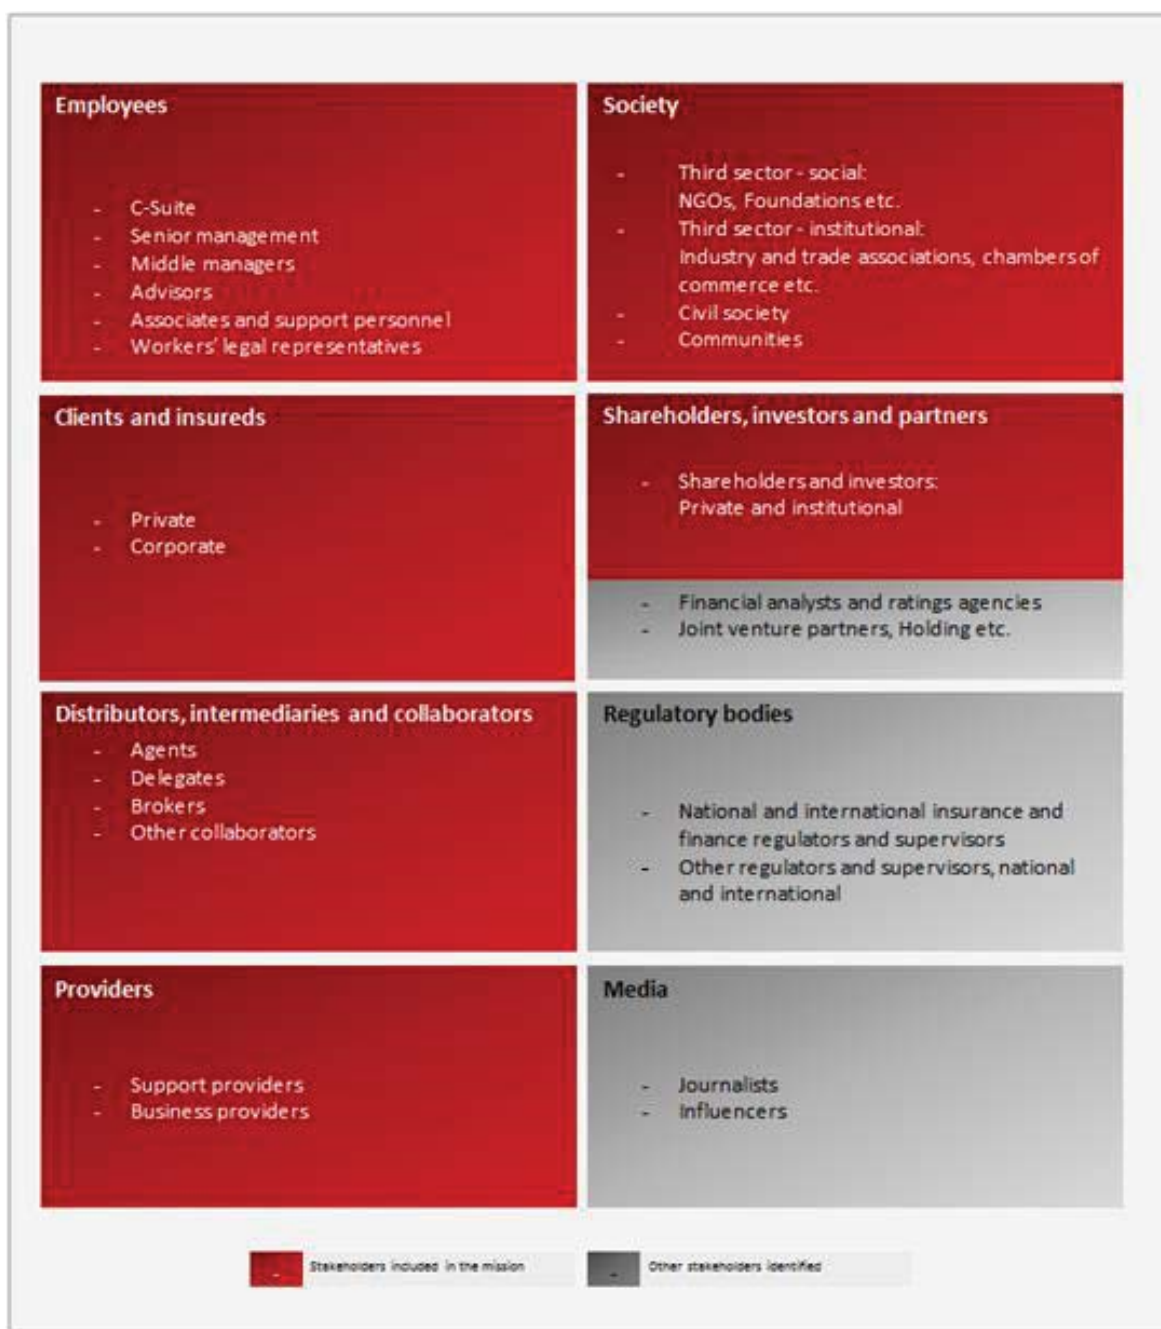 Employees
- C-Suite
- Senior management
- Middle managers
- Advisors
- Associates and support personnel
- Workers' legal representatives
Society
- Third sector - social:
NGOs, Foundations etc.
- Third sector - institutional:
Industry and trade associations, chambers of
commerce etc.
- Civil society
- Communities
Clients and insureds
- Private
- Corporate
Shareholders, investors and partners
- Shareholders and investors:
Private and institutional
- Financial analysts and ratings agencies
- Joint venture partners, Holding etc.
Distributors, intermediaries and collaborators
- Agents
- Delegates
- Brokers
- Other collaborators
Regulatory bodies
- National and international insurance and
finance regulators and supervisors
- Other regulators and supervisors, national
and international
Providers
- Support providers
- Business providers
Media
- Journalists
- Influencers
- Stakeholders included in the mission
- Other stakeholders identified